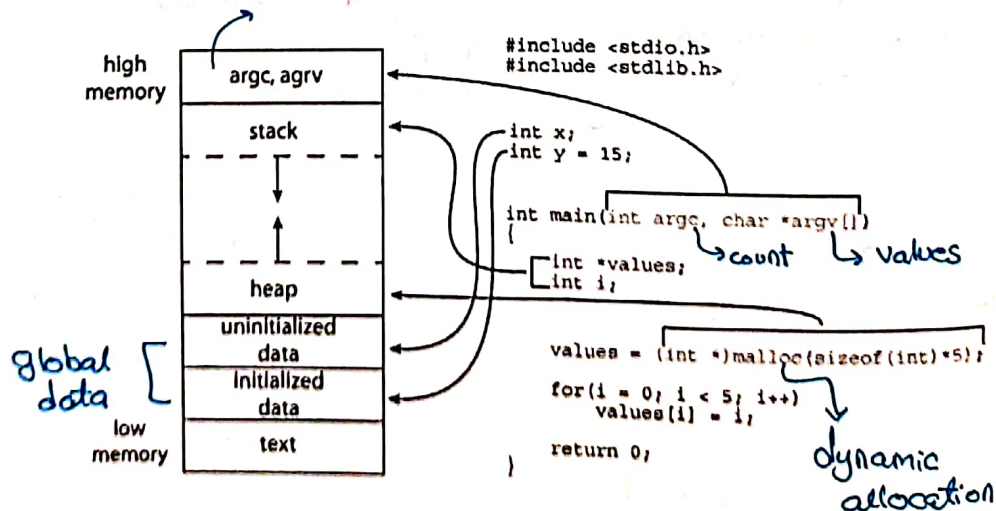 high
memory
argc, agrv
stack
heap
uninitialized
data
initialized
data
text
global
data
low
memory
#include <stdio.h>
#include <stdlib.h>
int x;
int y = 15;
int main(int argc, char *argv[])
{
count
values
int *values;
int i;
values = (int *)malloc(sizeof(int)*5);
for(i = 0; i < 5; i++)
values[i] = i;
return 0;
}
dynamic
allocation